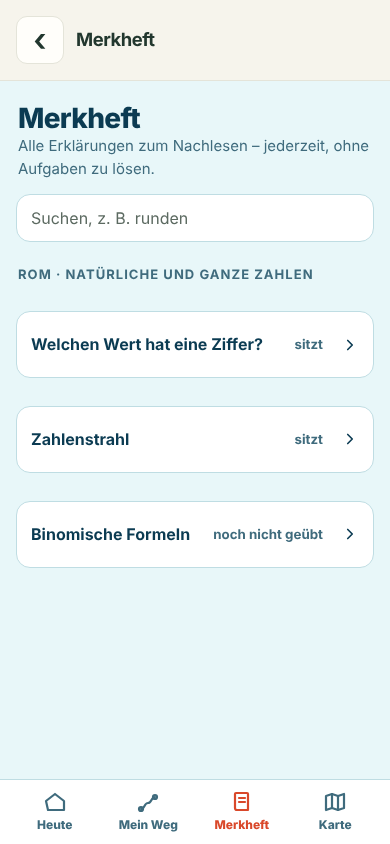 Merkheft
Merkheft
Alle Erklärungen zum Nachlesen – jederzeit, ohne
Aufgaben zu lösen.
Suchen, z. B. runden
ROM · NATÜRLICHE UND GANZE ZAHLEN
Welchen Wert hat eine Ziffer? sitzt
Zahlenstrahl sitzt
Binomische Formeln noch nicht geübt
Heute Mein Weg Merkheft Karte